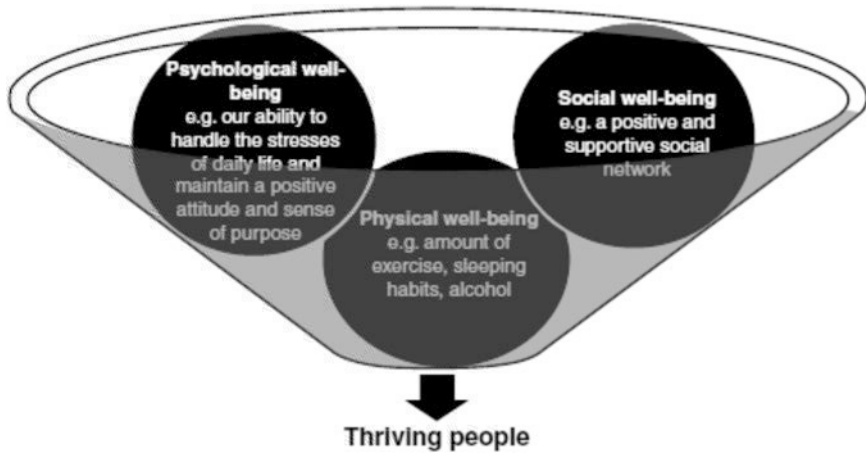 Psychological well-
being
e.g. our ability to
handle the stresses
of daily life and
maintain a positive
attitude and sense
of purpose
Social well-being
e.g. a positive and
supportive social
network
Physical well-being
e.g. amount of
exercise, sleeping
habits, alcohol
Thriving people